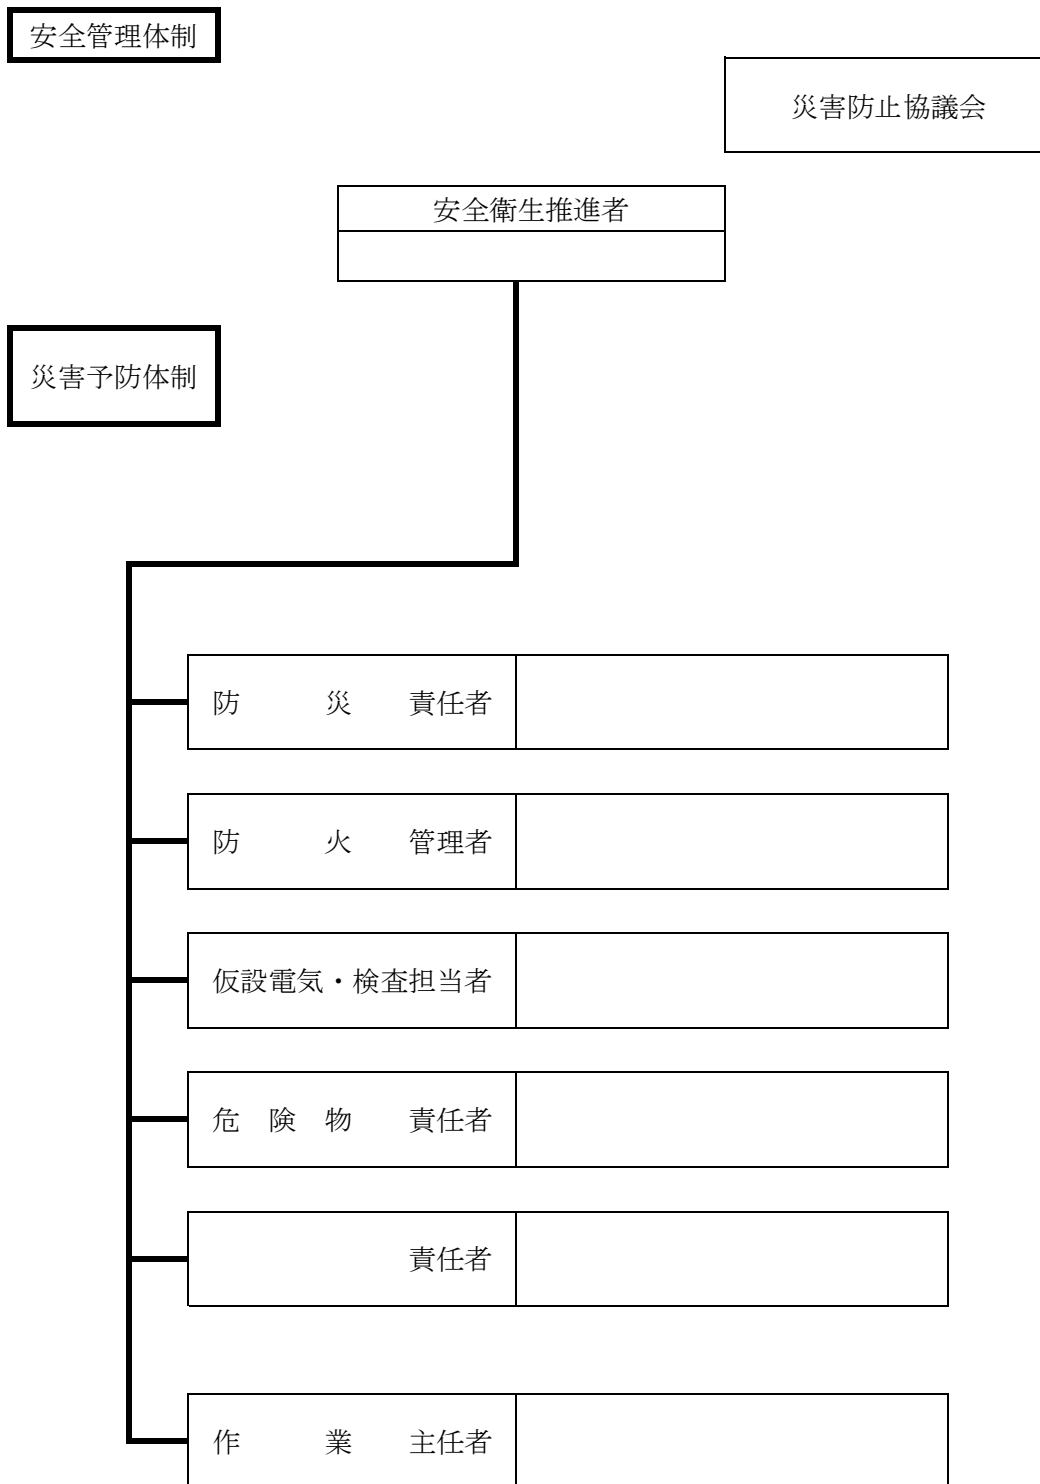 安全管理体制
災害防止協議会
安全衛生推進者
災害予防体制
防　　　災　　責任者
防　　　火　　管理者
仮設電気・検査担当者
危　険　物　　責任者
責任者
作　　　業　　主任者